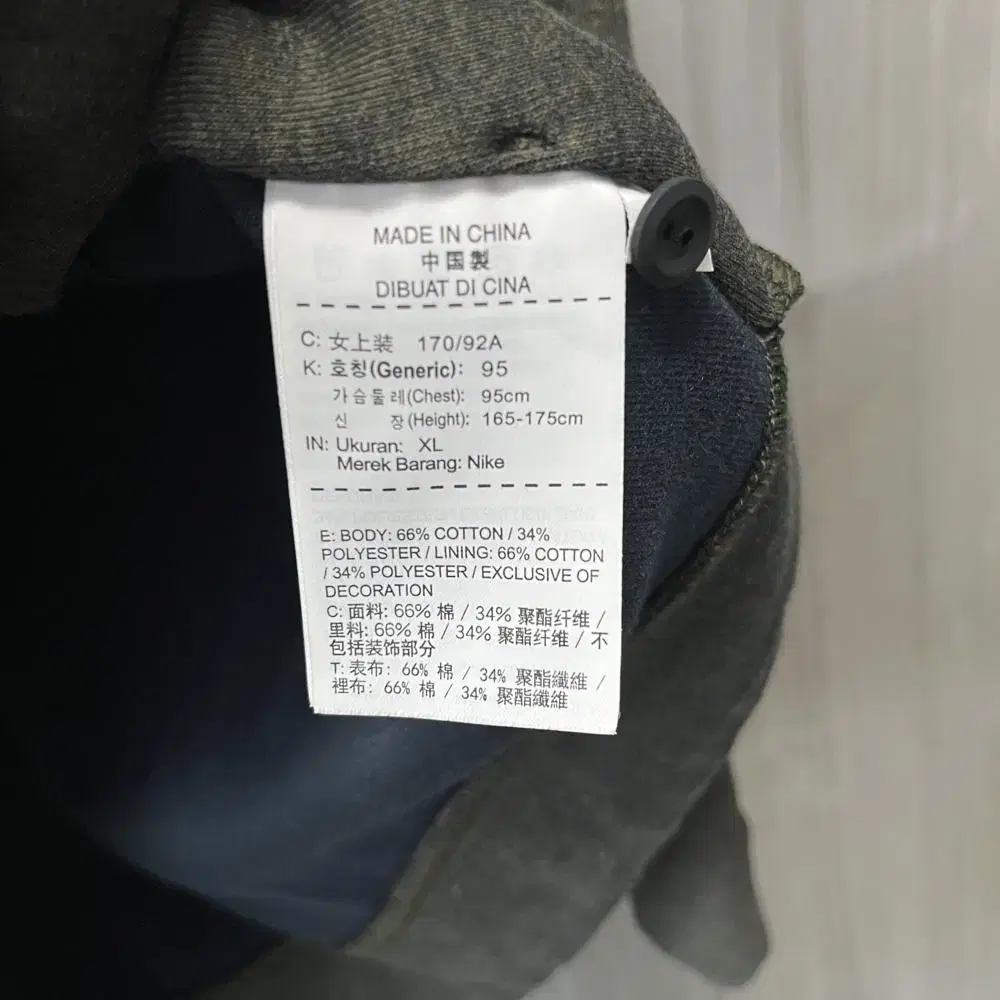 MADE IN CHINA
中国製
DIBUAT DI CINA
C: 女上装 170/92A
K: 호칭(Generic): 95
가슴둘레(Chest): 95cm
신 장(Height): 165-175cm
IN: Ukuran: XL
Merek Barang: Nike
E: BODY: 66% COTTON / 34%
POLYESTER / LINING: 66% COTTON
/ 34% POLYESTER / EXCLUSIVE OF
DECORATION
C: 面料: 66% 棉 / 34% 聚酯纤维 /
里料: 66% 棉 / 34% 聚酯纤维 / 不
包括装饰部分
T: 表布: 66% 棉 / 34% 聚酯纖維 /
裡布: 66% 棉 / 34% 聚酯纖維